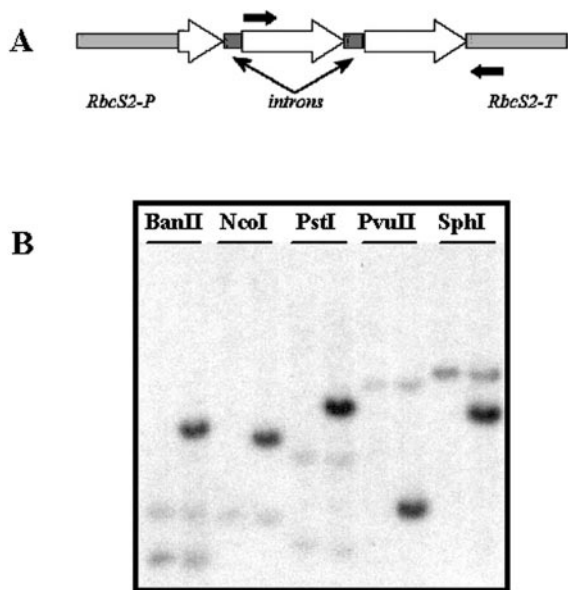 A
RbcS2-P
introns
RbcS2-T
B
BanII NcoI PstI PvuII SphI